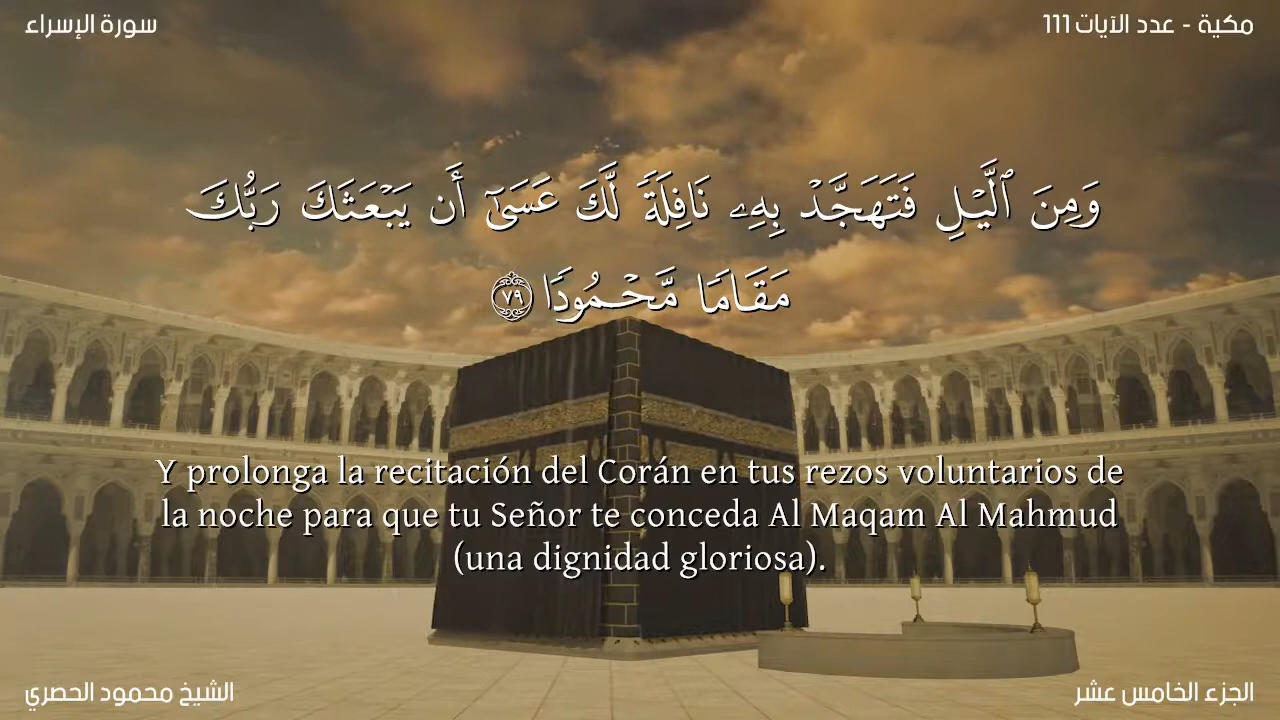 مكية - عدد الآيات 111
سورة الإسراء
وَمِنَ ٱلَّيْلِ فَتَهَجَّدْ بِهِۦ نَافِلَةً لَّكَ عَسَىٰٓ أَن يَبْعَثَكَ رَبُّكَ
مَقَامًا مَّحْمُودًا ٧٩
Y prolonga la recitación del Corán en tus rezos voluntarios de
la noche para que tu Señor te conceda Al Maqam Al Mahmud
(una dignidad gloriosa).
الجزء الخامس عشر
الشيخ محمود الحصري